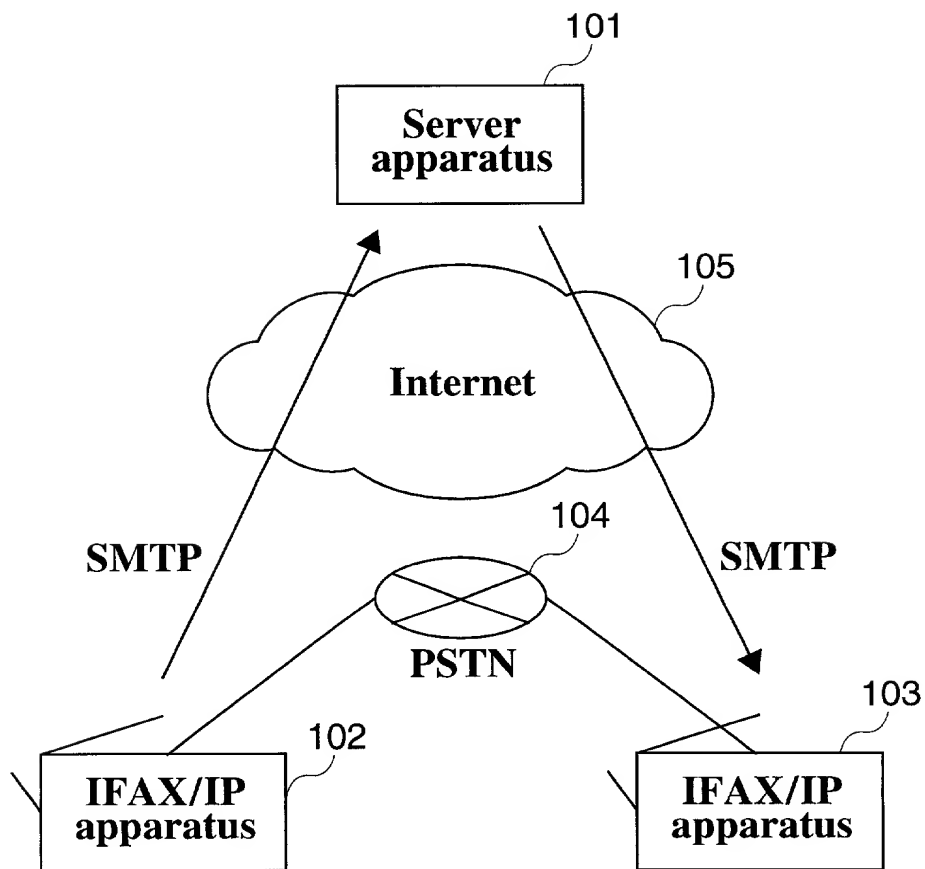 101
Server
apparatus
105
Internet
104
SMTP
SMTP
PSTN
103
102
IFAX/IP
apparatus
IFAX/IP
apparatus